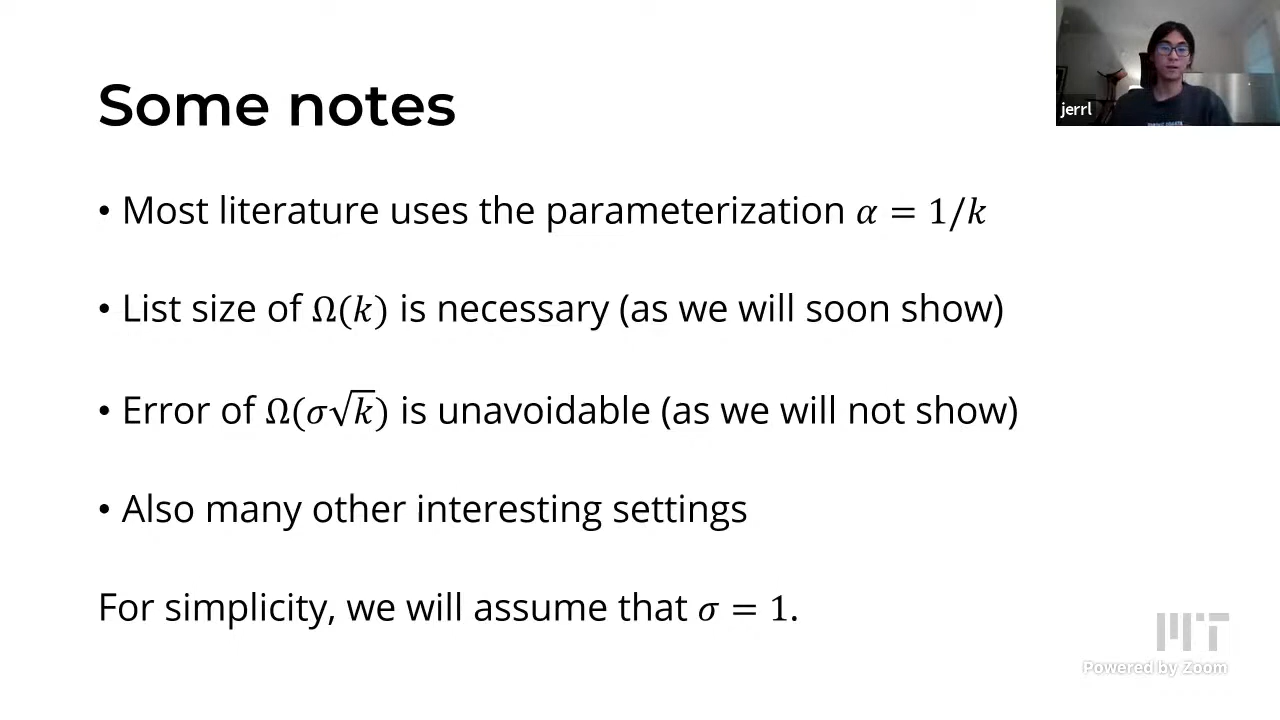 Some notes
jerrl
• Most literature uses the parameterization α = 1/k
• List size of Ω(k) is necessary (as we will soon show)
• Error of Ω(σ√k) is unavoidable (as we will not show)
• Also many other interesting settings
For simplicity, we will assume that σ = 1.
MIT
Powered by Zoom